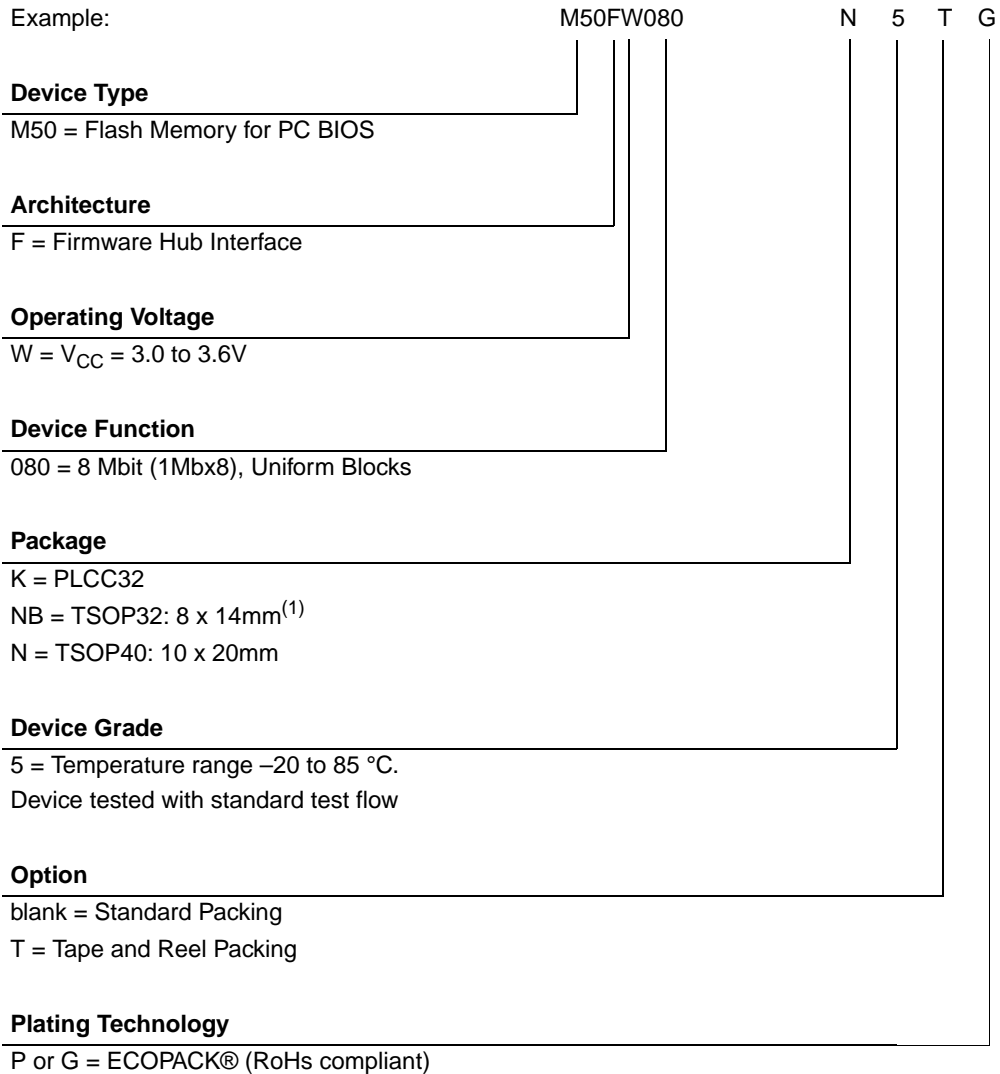 Example: M50FW080 N 5 T G
Device Type
M50 = Flash Memory for PC BIOS
Architecture
F = Firmware Hub Interface
Operating Voltage
W = VCC = 3.0 to 3.6V
Device Function
080 = 8 Mbit (1Mbx8), Uniform Blocks
Package
K = PLCC32
NB = TSOP32: 8 x 14mm(1)
N = TSOP40: 10 x 20mm
Device Grade
5 = Temperature range –20 to 85 °C.
Device tested with standard test flow
Option
blank = Standard Packing
T = Tape and Reel Packing
Plating Technology
P or G = ECOPACK® (RoHs compliant)